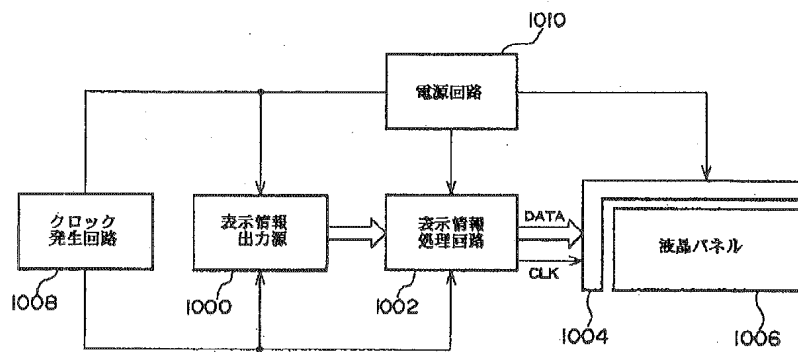 1010
電源回路
クロック
発生回路
表示情報
出力源
表示情報
処理回路
DATA
CLK
液晶パネル
1008
1000
1002
1004
1006